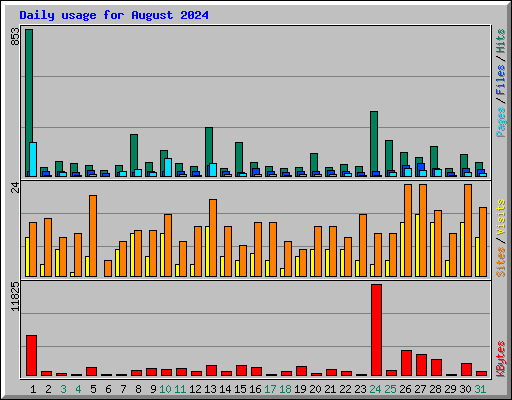 Daily usage for August 2024
853
Pages / Files / Hits
24
Sites / Visits
11825
KBytes
1 2 3 4 5 6 7 8 9 10 11 12 13 14 15 16 17 18 19 20 21 22 23 24 25 26 27 28 29 30 31